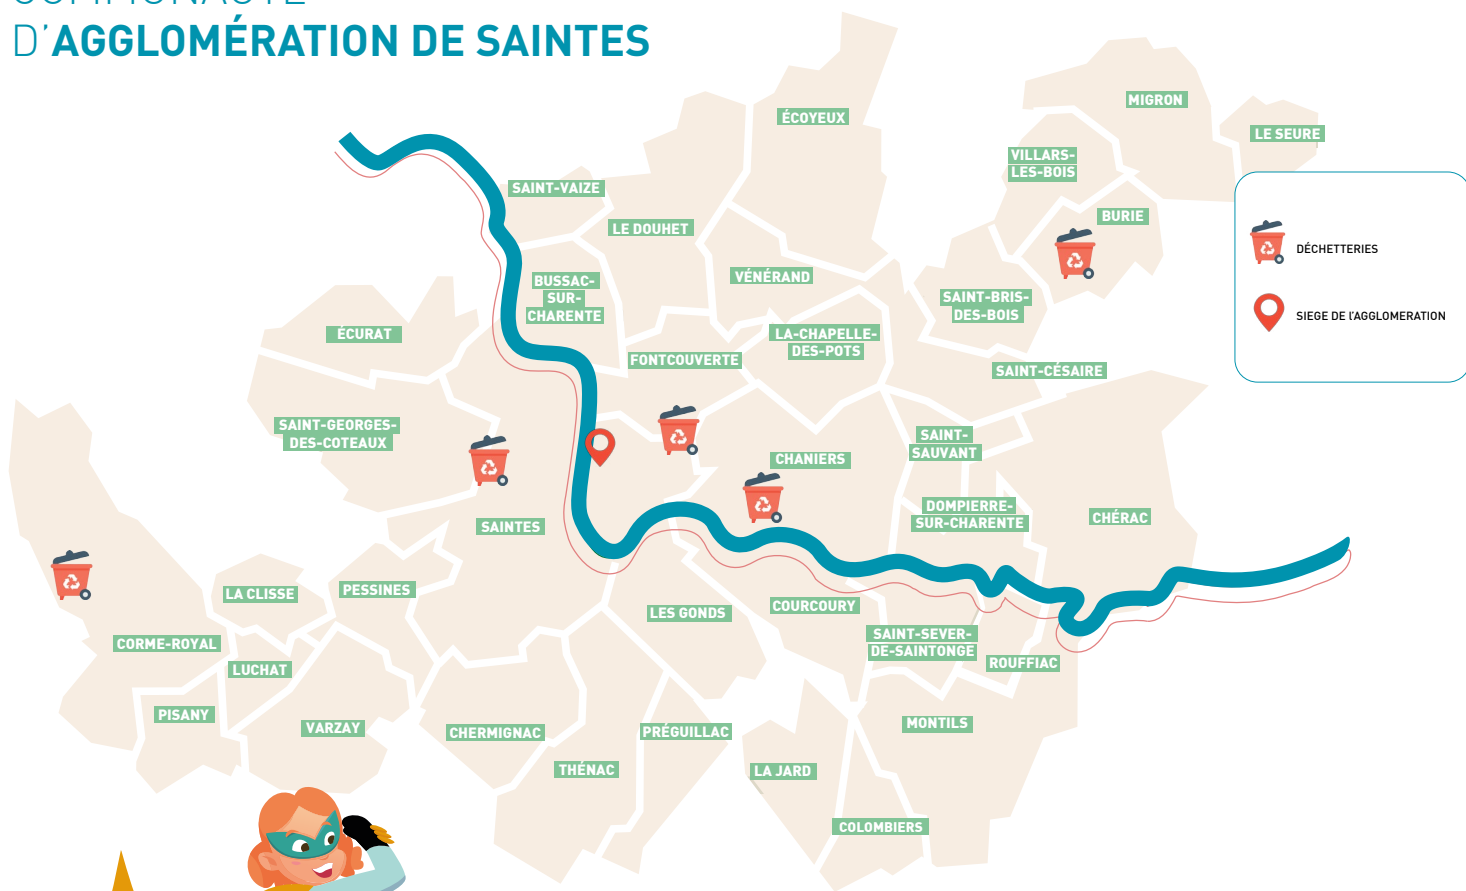 D'AGGLOMÉRATION DE SAINTES
ÉCOYEUX
MIGRON
LE SEURE
VILLARS-
LES-BOIS
SAINT-VAIZE
BURIE
LE DOUHET
DÉCHETTERIES
VÉNÉRAND
BUSSAC-
SUR-
CHARENTE
SAINT-BRIS-
DES-BOIS
SIEGE DE l'AGGLOMERATION
ÉCURAT
LA-CHAPELLE-
DES-POTS
FONTCOUVERTE
SAINT-CÉSAIRE
SAINT-GEORGES-
DES-COTEAUX
SAINT-
SAUVANT
CHANIERS
DOMPIERRE-
SUR-CHARENTE
CHÉRAC
SAINTES
LA CLISSE
PESSINES
LES GONDS
COURCOURY
CORME-ROYAL
SAINT-SEVER-
DE-SAINTONGE
LUCHAT
ROUFFIAC
PISANY
VARZAY
CHERMIGNAC
PRÉGUILLAC
MONTILS
THÉNAC
LA JARD
COLOMBIERS